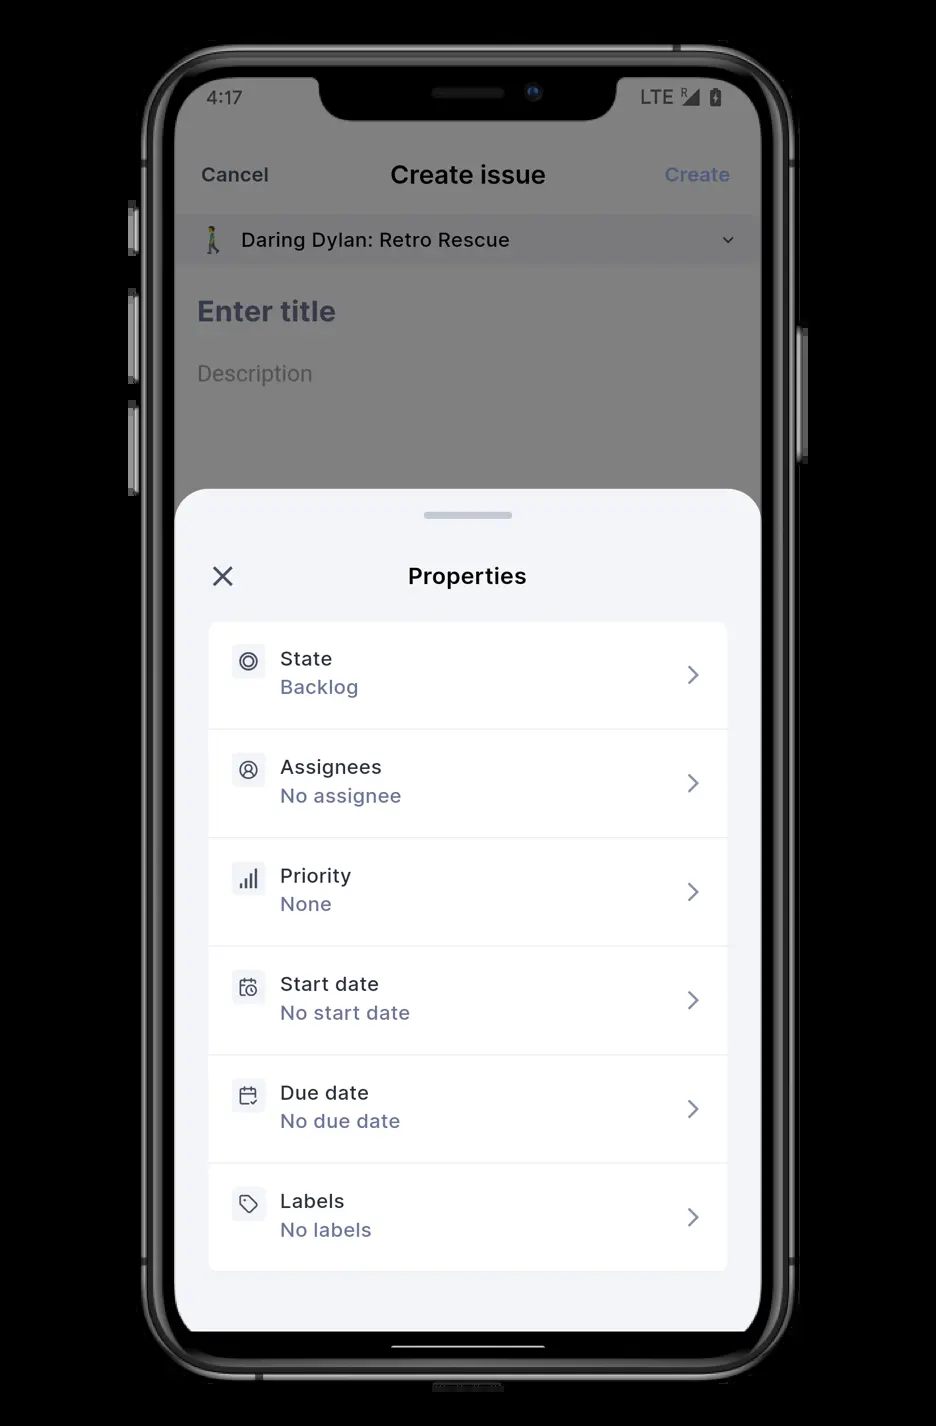 4:17
LTE R
Cancel
Create issue
Create
Daring Dylan: Retro Rescue
Enter title
Description
Properties
State
Backlog
Assignees
No assignee
Priority
None
Start date
No start date
Due date
No due date
Labels
No labels